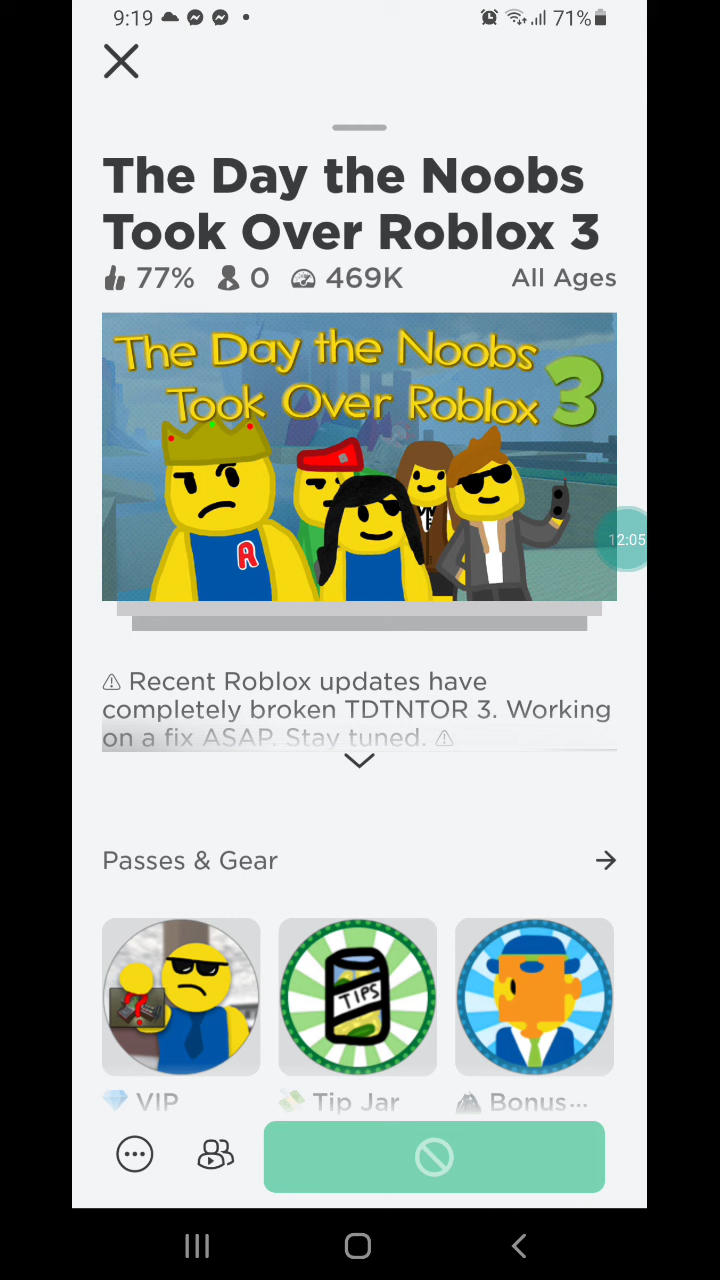 9:19
71%
The Day the Noobs
Took Over Roblox 3
77% 0 469K All Ages
The Day the Noobs
Took Over Roblox 3
A
12:05
⚠ Recent Roblox updates have
completely broken TDTNTOR 3. Working
on a fix ASAP. Stay tuned. ⚠
Passes & Gear
?
TIPS
💎 VIP
💸 Tip Jar
Bonus...